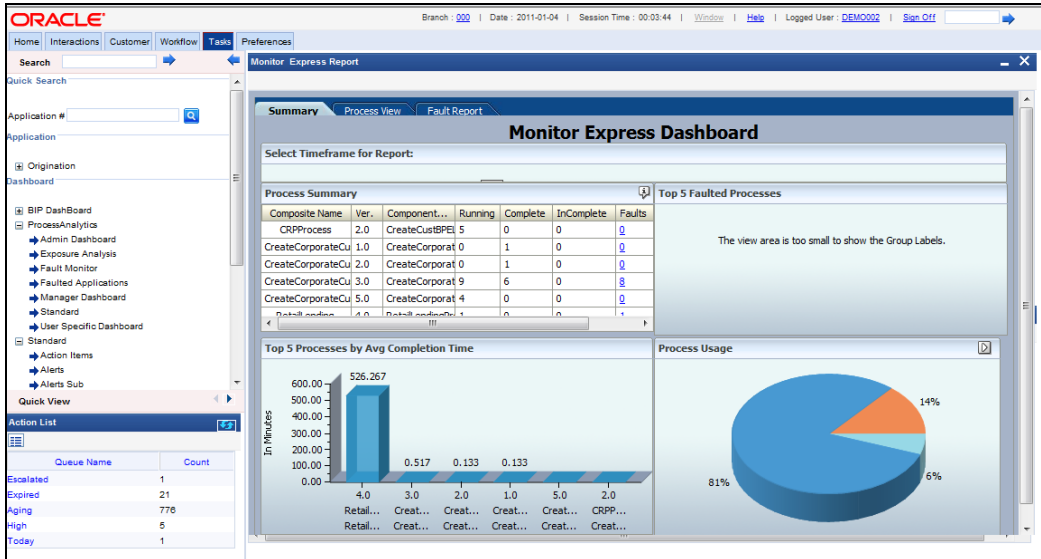 ORACLE
Branch : 000 | Date : 2011-01-04 | Session Time : 00:03:44 | Window | Help | Logged User : DEMO002 | Sign Off
Home Interactions Customer Workflow Tasks Preferences
Search
Quick Search
Application #
Application
Origination
Dashboard
BIP DashBoard
ProcessAnalytics
Admin Dashboard
Exposure Analysis
Fault Monitor
Faulted Applications
Manager Dashboard
Standard
User Specific Dashboard
Standard
Action Items
Alerts
Alerts Sub
Quick View
Action List
Queue Name Count
Escalated 1
Expired 21
Aging 776
High 5
Today 1
Monitor Express Report
Summary Process View Fault Report
Monitor Express Dashboard
Select Timeframe for Report:
Process Summary
Composite Name Ver. Component... Running Complete InComplete Faults
CRPProcess 2.0 CreateCustBPEL 5 0 0 0
CreateCorporateCu 1.0 CreateCorporat 0 1 0 0
CreateCorporateCu 2.0 CreateCorporat 0 1 0 0
CreateCorporateCu 3.0 CreateCorporat 9 6 0 8
CreateCorporateCu 5.0 CreateCorporat 4 0 0 0
RetailLending 4.0 RetailLendingPr 1 0 0 1
Top 5 Faulted Processes
The view area is too small to show the Group Labels.
Top 5 Processes by Avg Completion Time
In Minutes
600.00
500.00
400.00
300.00
200.00
100.00
0.00
526.267
0.517 0.133 0.133
4.0 3.0 2.0 1.0 5.0 2.0
Retail... Creat... Creat... Creat... Creat... CRPP...
Retail... Creat... Creat... Creat... Creat... Creat...
Process Usage
14%
6%
81%